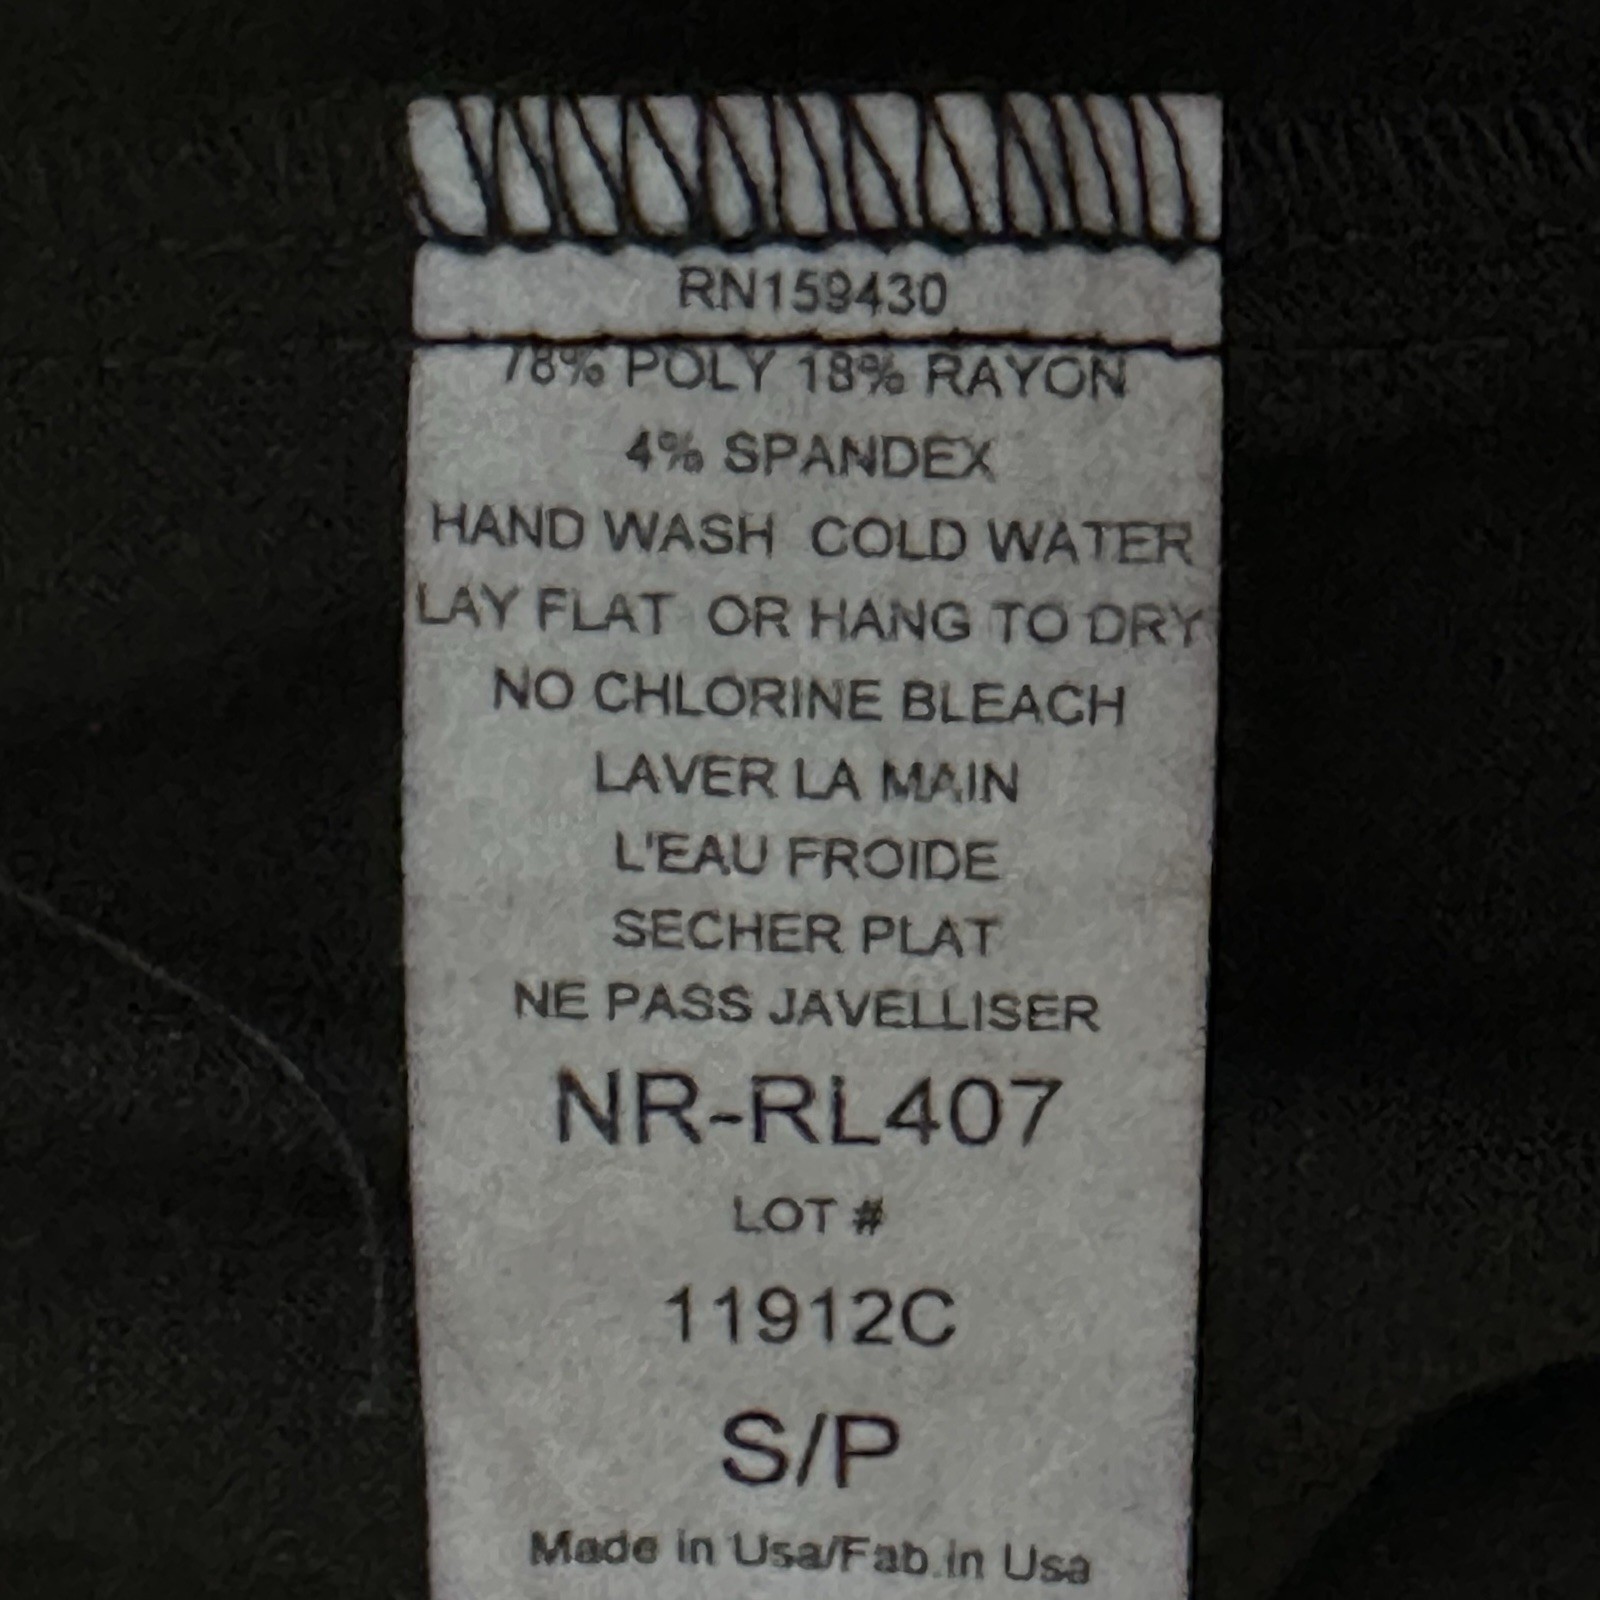 RN159430
78% POLY 18% RAYON
4% SPANDEX
HAND WASH COLD WATER
LAY FLAT OR HANG TO DRY
NO CHLORINE BLEACH
LAVER LA MAIN
L'EAU FROIDE
SECHER PLAT
NE PASS JAVELLISER
NR-RL407
LOT #
11912C
S/P
Made in Usa/Fab.in Usa